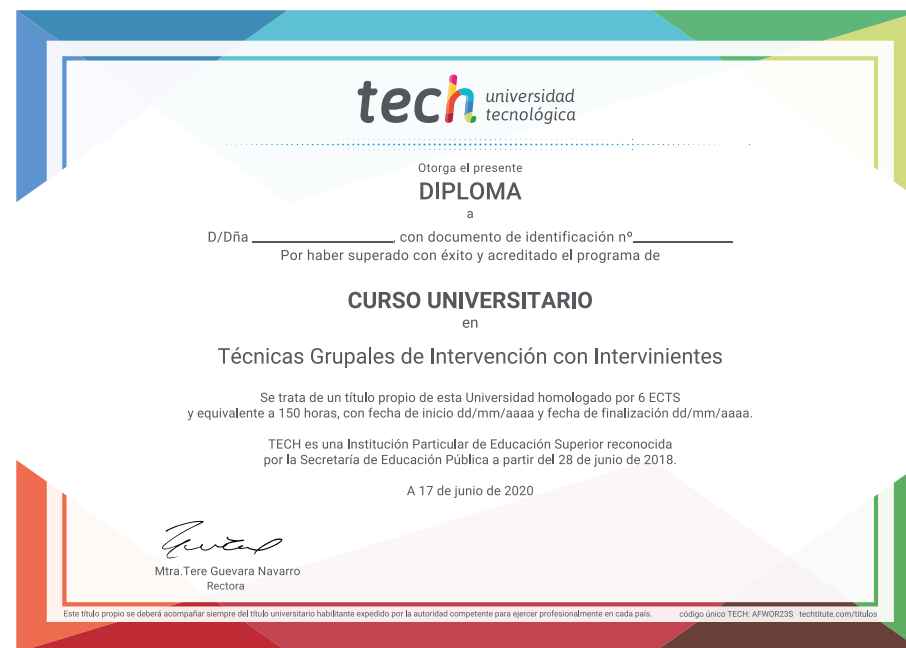 tech universidad
tecnológica
Otorga el presente
DIPLOMA
a
D/Dña ____________________, con documento de identificación nº______________
Por haber superado con éxito y acreditado el programa de
CURSO UNIVERSITARIO
en
Técnicas Grupales de Intervención con Intervinientes
Se trata de un título propio de esta Universidad homologado por 6 ECTS
y equivalente a 150 horas, con fecha de inicio dd/mm/aaaa y fecha de finalización dd/mm/aaaa.
TECH es una Institución Particular de Educación Superior reconocida
por la Secretaría de Educación Pública a partir del 28 de junio de 2018.
A 17 de junio de 2020
Mtra.Tere Guevara Navarro
Rectora
Este título propio se deberá acompañar siempre del título universitario habilitante expedido por la autoridad competente para ejercer profesionalmente en cada país. código único TECH: AFWOR23S techtitute.com/titulos